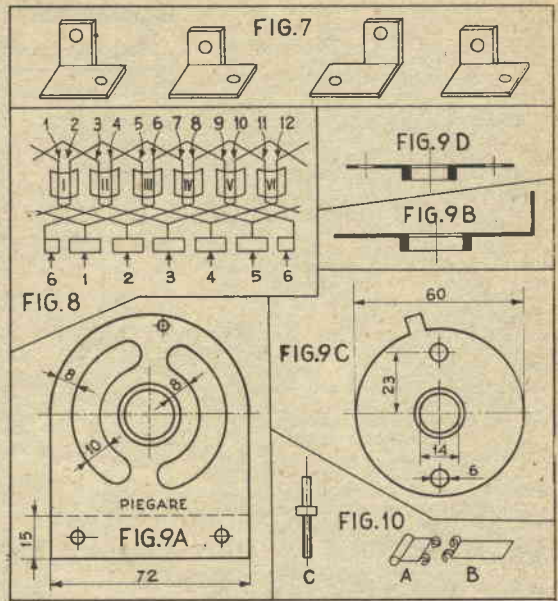 FIG.7
1 2 3 4 5 6 7 8 9 10 11 12
I II III IV V VI
6 1 2 3 4 5 6
FIG.8
FIG.9D
FIG.9B
8 8
10
PIEGARE
15
FIG.9A
72
60
FIG.9C
23
14
6
FIG.10
C A B